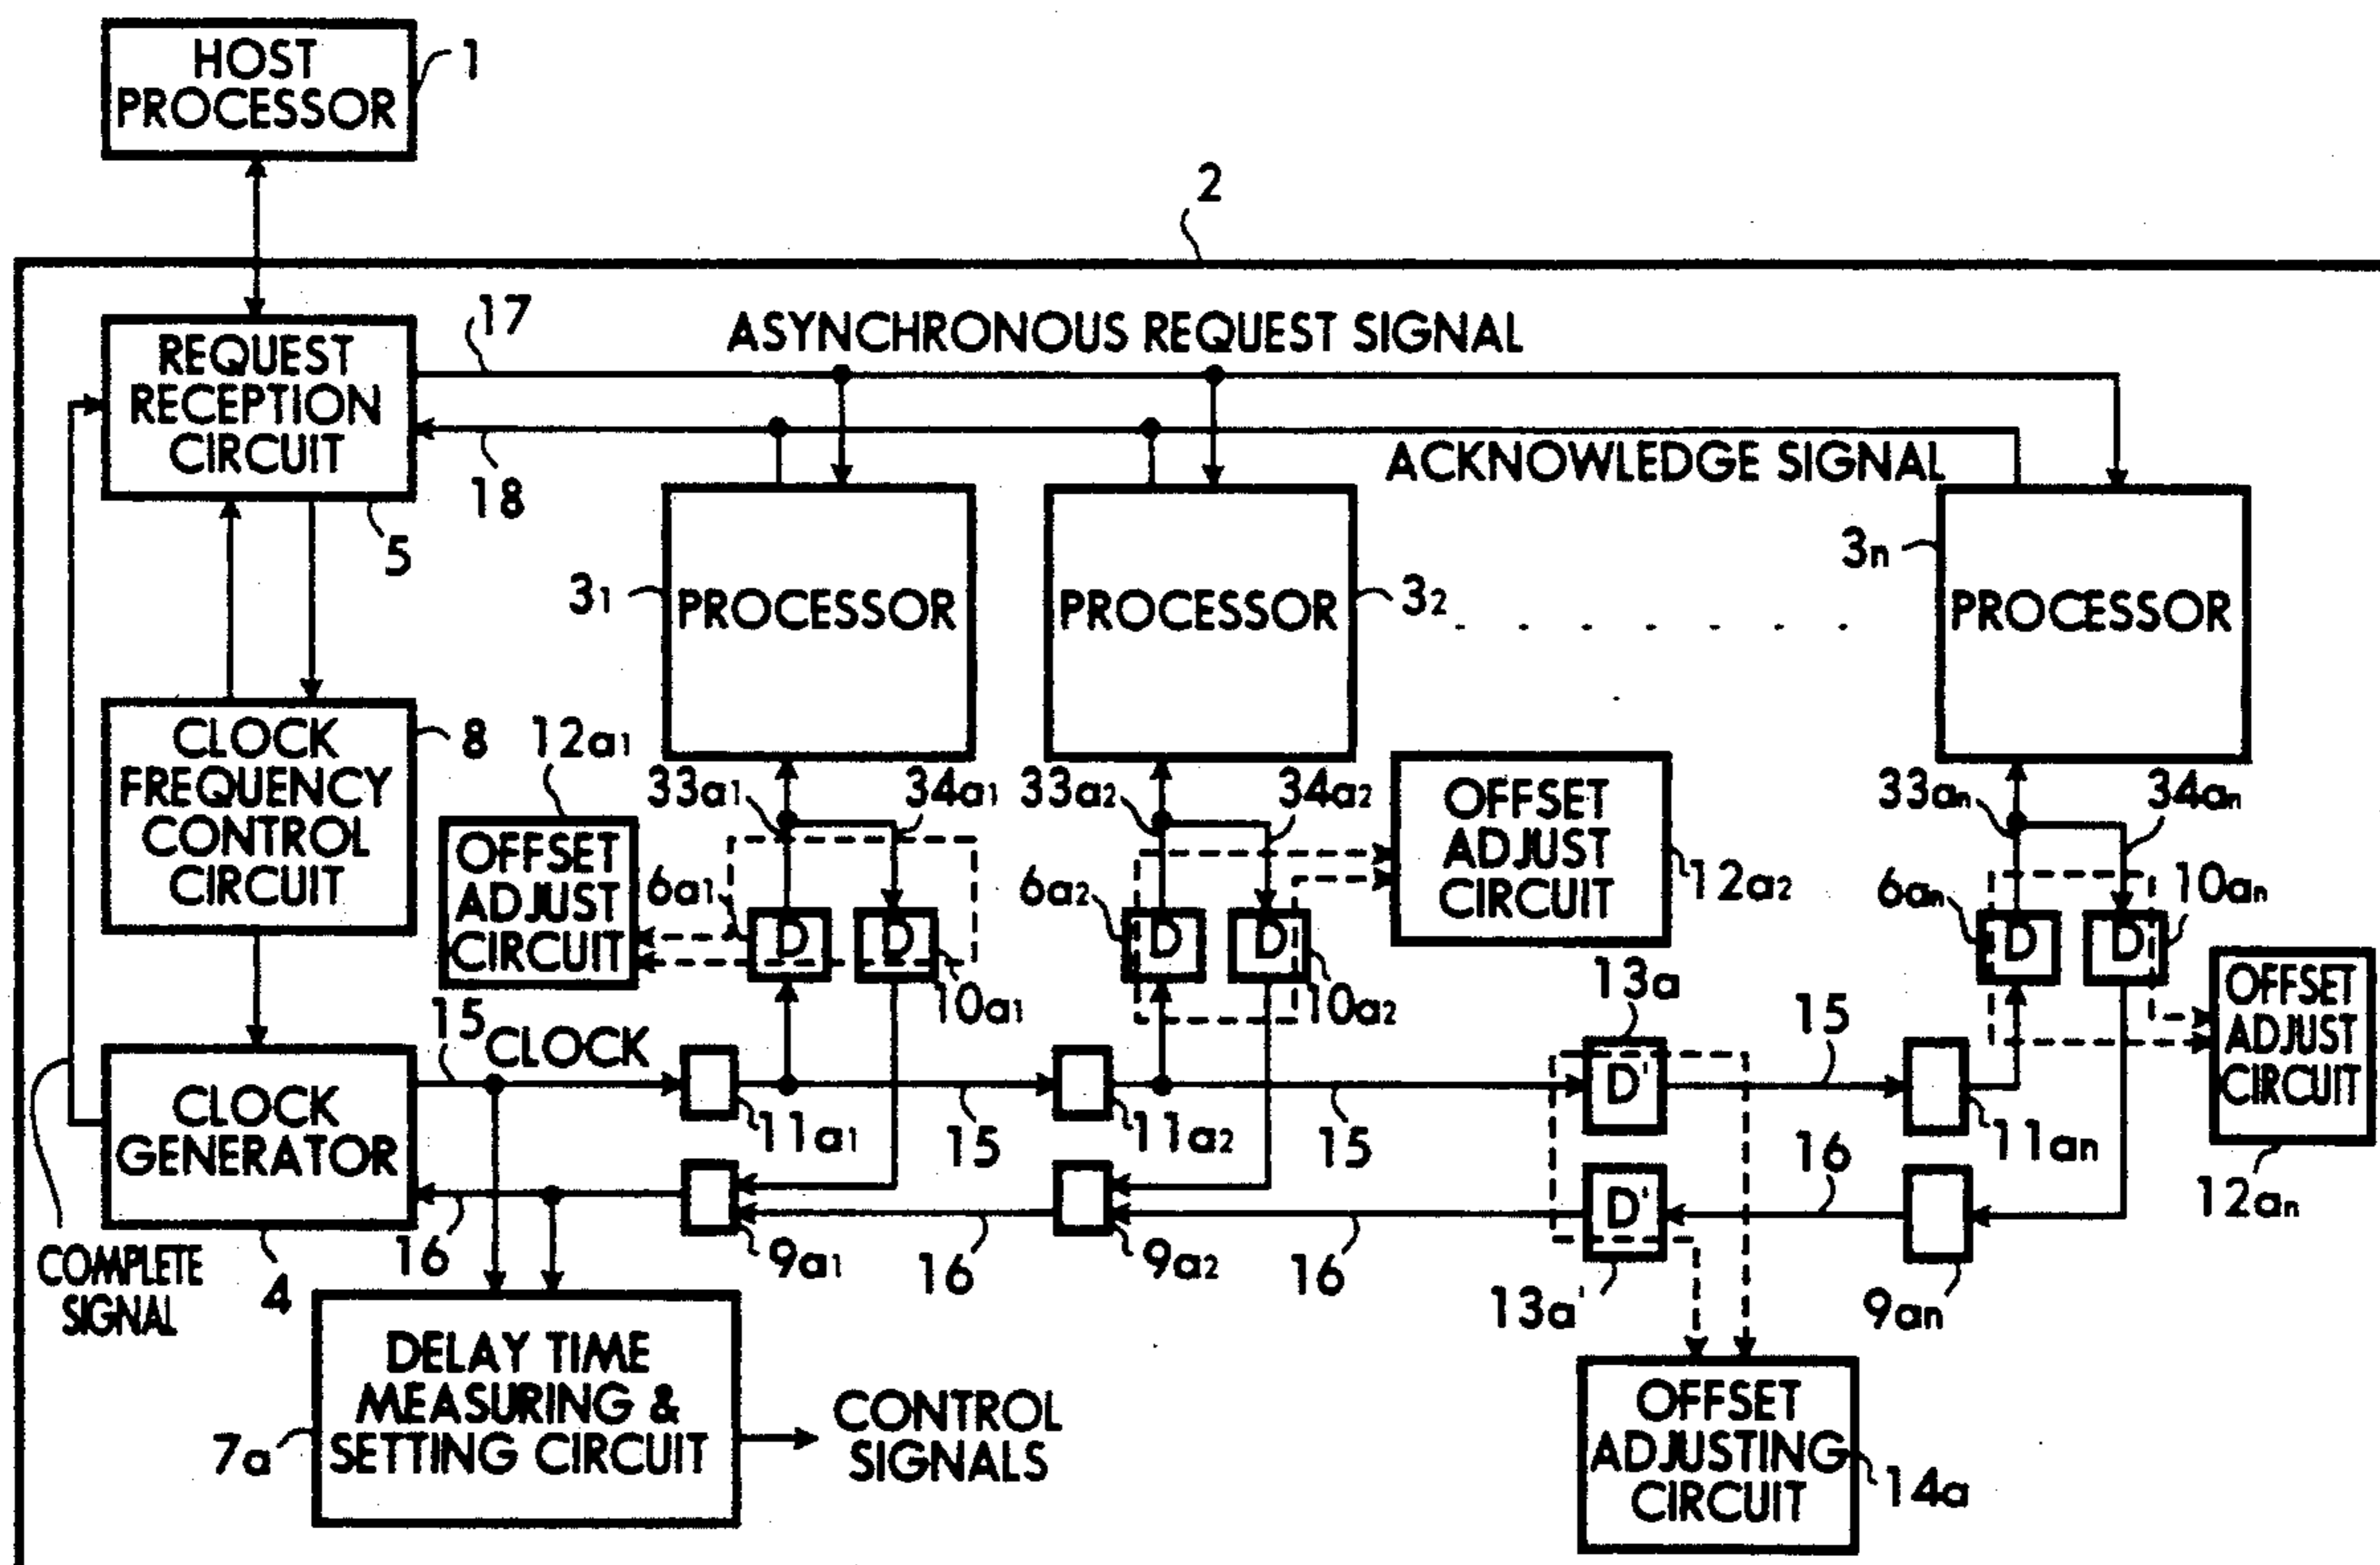 HOST
PROCESSOR
1
2
17
ASYNCHRONOUS REQUEST SIGNAL
REQUEST
RECEPTION
CIRCUIT
18
ACKNOWLEDGE SIGNAL
5
31
PROCESSOR
PROCESSOR
32
3n
PROCESSOR
CLOCK
FREQUENCY
CONTROL
CIRCUIT
8
12a1
33a1
34a1
33a2
34a2
33an
34an
OFFSET
ADJUST
CIRCUIT
6a1
D
D
10a1
6a2
D
D
10a2
OFFSET
ADJUST
CIRCUIT
12a2
6an
D
D
10an
OFFSET
ADJUST
CIRCUIT
12an
15
CLOCK
CLOCK
GENERATOR
4
COMPLETE
SIGNAL
11a1
15
11a2
15
13a
D'
15
11an
16
9a1
16
9a2
16
D'
13a'
16
9an
DELAY TIME
MEASURING &
SETTING CIRCUIT
7a
CONTROL
SIGNALS
OFFSET
ADJUSTING
CIRCUIT
14a